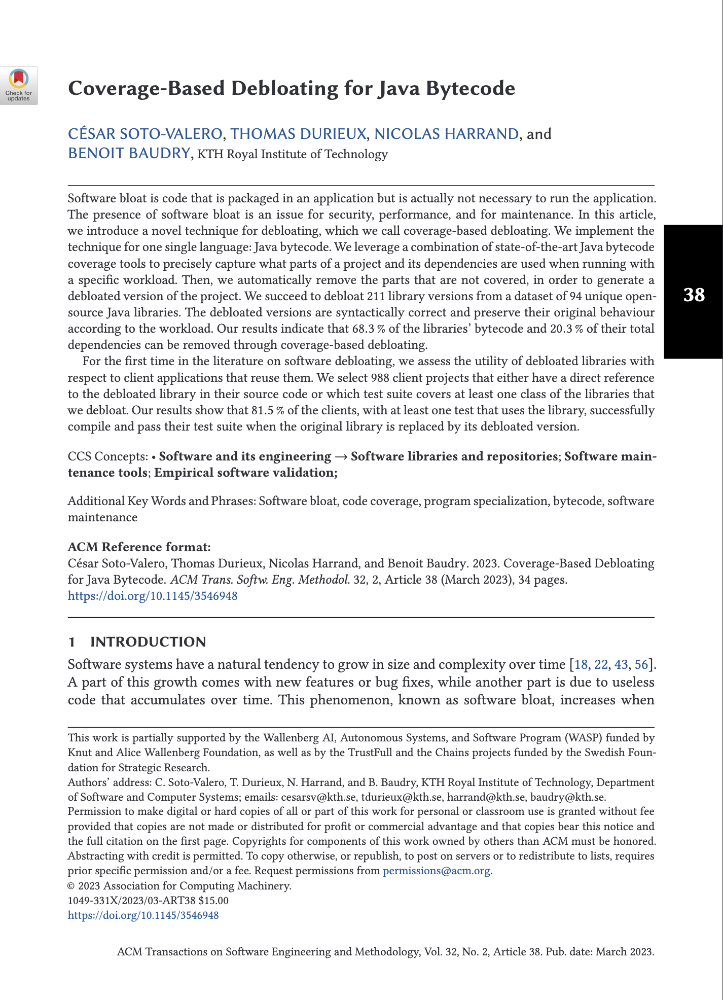 Check for
updates
Coverage-Based Debloating for Java Bytecode
CÉSAR SOTO-VALERO, THOMAS DURIEUX, NICOLAS HARRAND, and
BENOIT BAUDRY, KTH Royal Institute of Technology
Software bloat is code that is packaged in an application but is actually not necessary to run the application.
The presence of software bloat is an issue for security, performance, and for maintenance. In this article,
we introduce a novel technique for debloating, which we call coverage-based debloating. We implement the
technique for one single language: Java bytecode. We leverage a combination of state-of-the-art Java bytecode
coverage tools to precisely capture what parts of a project and its dependencies are used when running with
a specific workload. Then, we automatically remove the parts that are not covered, in order to generate a
debloated version of the project. We succeed to debloat 211 library versions from a dataset of 94 unique open-
source Java libraries. The debloated versions are syntactically correct and preserve their original behaviour
according to the workload. Our results indicate that 68.3 % of the libraries’ bytecode and 20.3 % of their total
dependencies can be removed through coverage-based debloating.
For the first time in the literature on software debloating, we assess the utility of debloated libraries with
respect to client applications that reuse them. We select 988 client projects that either have a direct reference
to the debloated library in their source code or which test suite covers at least one class of the libraries that
we debloat. Our results show that 81.5 % of the clients, with at least one test that uses the library, successfully
compile and pass their test suite when the original library is replaced by its debloated version.
38
CCS Concepts: • Software and its engineering → Software libraries and repositories; Software main-
tenance tools; Empirical software validation;
Additional Key Words and Phrases: Software bloat, code coverage, program specialization, bytecode, software
maintenance
ACM Reference format:
César Soto-Valero, Thomas Durieux, Nicolas Harrand, and Benoit Baudry. 2023. Coverage-Based Debloating
for Java Bytecode. ACM Trans. Softw. Eng. Methodol. 32, 2, Article 38 (March 2023), 34 pages.
https://doi.org/10.1145/3546948
1 INTRODUCTION
Software systems have a natural tendency to grow in size and complexity over time [18, 22, 43, 56].
A part of this growth comes with new features or bug fixes, while another part is due to useless
code that accumulates over time. This phenomenon, known as software bloat, increases when
This work is partially supported by the Wallenberg AI, Autonomous Systems, and Software Program (WASP) funded by
Knut and Alice Wallenberg Foundation, as well as by the TrustFull and the Chains projects funded by the Swedish Foun-
dation for Strategic Research.
Authors’ address: C. Soto-Valero, T. Durieux, N. Harrand, and B. Baudry, KTH Royal Institute of Technology, Department
of Software and Computer Systems; emails: cesarsv@kth.se, tdurieux@kth.se, harrand@kth.se, baudry@kth.se.
Permission to make digital or hard copies of all or part of this work for personal or classroom use is granted without fee
provided that copies are not made or distributed for profit or commercial advantage and that copies bear this notice and
the full citation on the first page. Copyrights for components of this work owned by others than ACM must be honored.
Abstracting with credit is permitted. To copy otherwise, or republish, to post on servers or to redistribute to lists, requires
prior specific permission and/or a fee. Request permissions from permissions@acm.org.
© 2023 Association for Computing Machinery.
1049-331X/2023/03-ART38 $15.00
https://doi.org/10.1145/3546948
ACM Transactions on Software Engineering and Methodology, Vol. 32, No. 2, Article 38. Pub. date: March 2023.